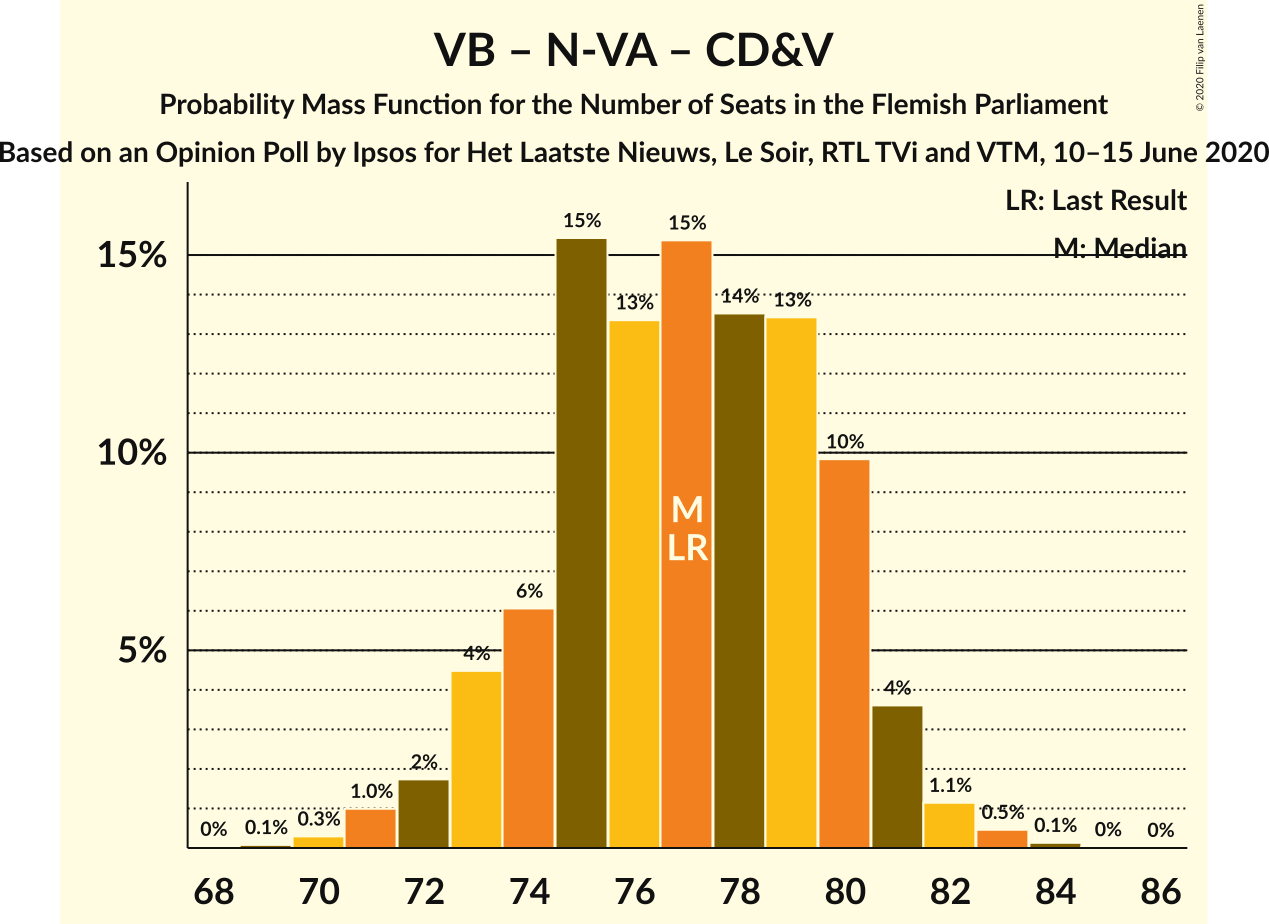 VB – N-VA – CD&V
Probability Mass Function for the Number of Seats in the Flemish Parliament
Based on an Opinion Poll by Ipsos for Het Laatste Nieuws, Le Soir, RTL TVi and VTM, 10–15 June 2020
© 2020 Filip van Laenen
LR: Last Result
M: Median
15%
10%
5%
0%
0.1%
0.3%
1.0%
2%
4%
6%
15%
13%
15%
14%
13%
10%
4%
1.1%
0.5%
0.1%
0%
0%
M
LR
68 70 72 74 76 78 80 82 84 86